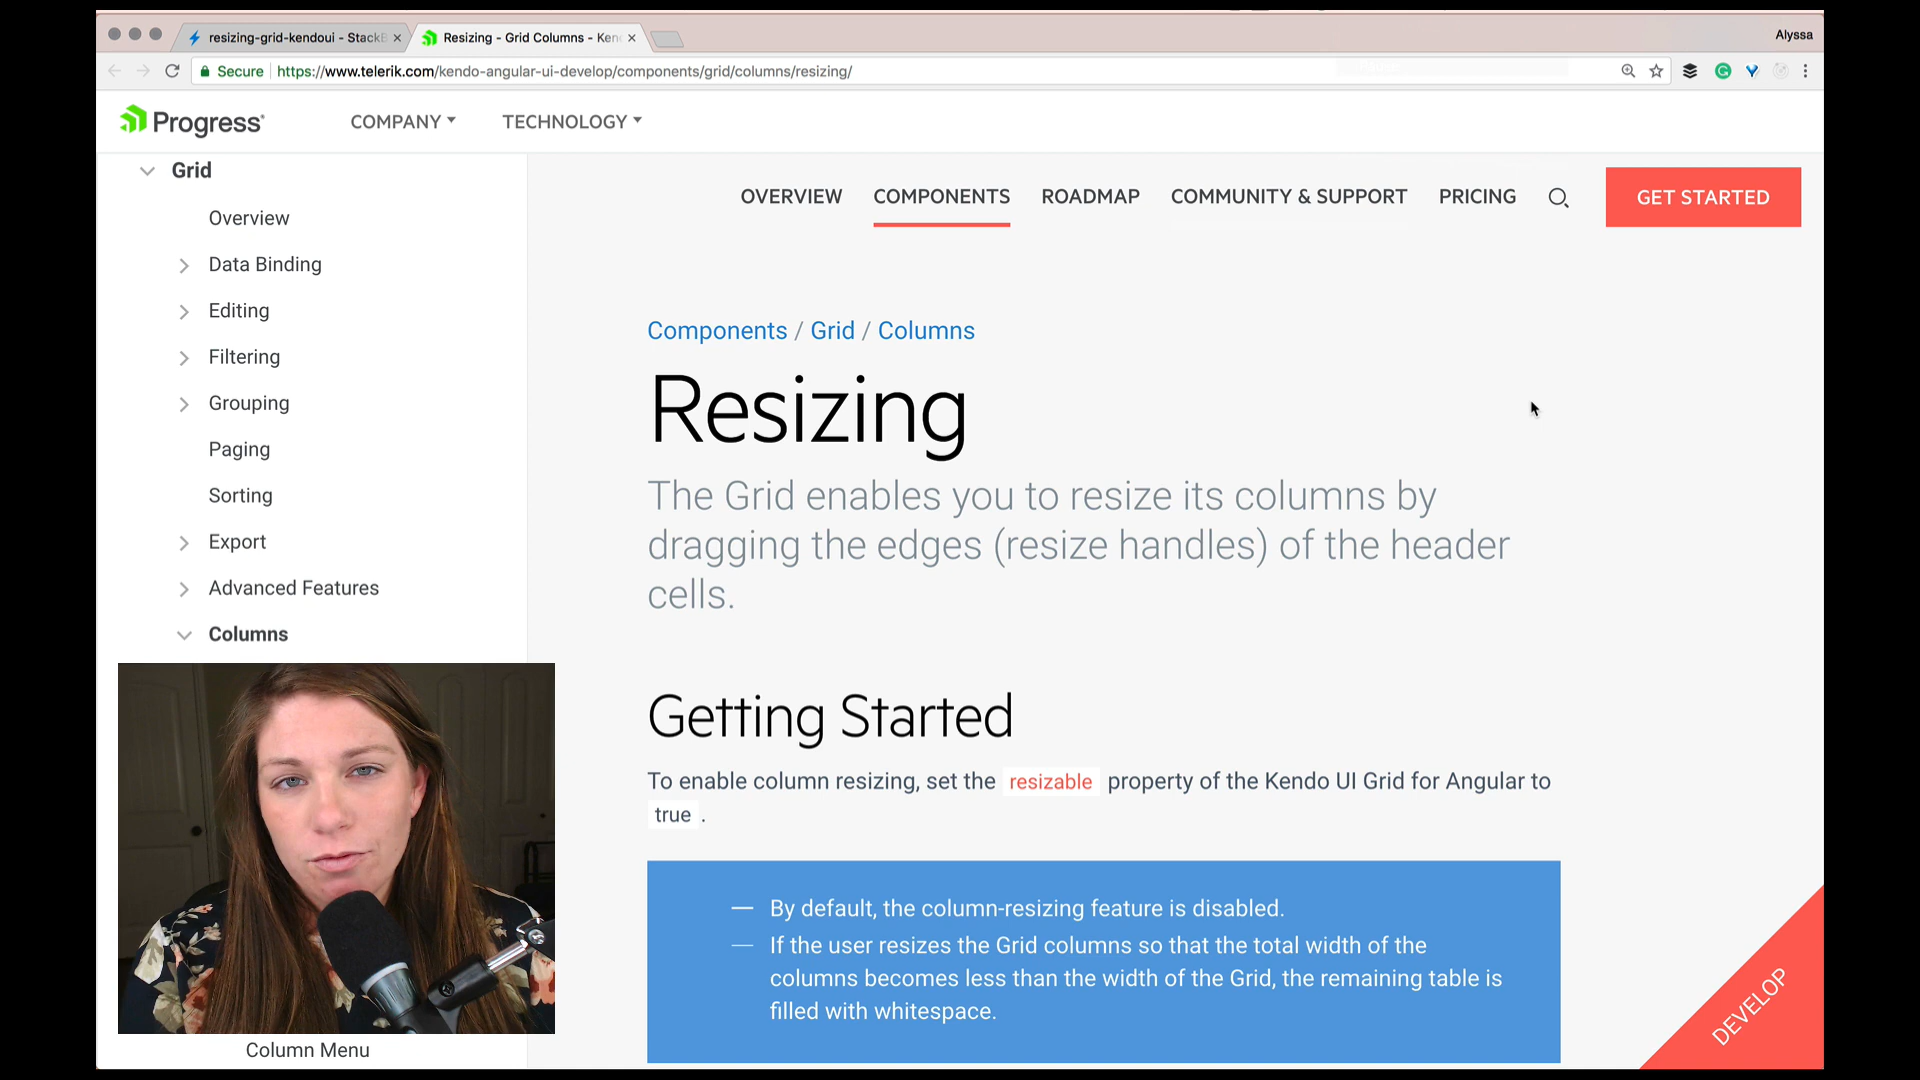 resizing-grid-kendoui - StackB
Resizing - Grid Columns - Ken
Alyssa
Secure
https://www.telerik.com/kendo-angular-ui-develop/components/grid/columns/resizing/
Progress
COMPANY
TECHNOLOGY
Grid
Overview
Data Binding
Editing
Filtering
Grouping
Paging
Sorting
Export
Advanced Features
Columns
Column Menu
OVERVIEW
COMPONENTS
ROADMAP
COMMUNITY & SUPPORT
PRICING
GET STARTED
Components / Grid / Columns
Resizing
The Grid enables you to resize its columns by
dragging the edges (resize handles) of the header
cells.
Getting Started
To enable column resizing, set the resizable property of the Kendo UI Grid for Angular to
true .
— By default, the column-resizing feature is disabled.
— If the user resizes the Grid columns so that the total width of the
columns becomes less than the width of the Grid, the remaining table is
filled with whitespace.
DEVELOP